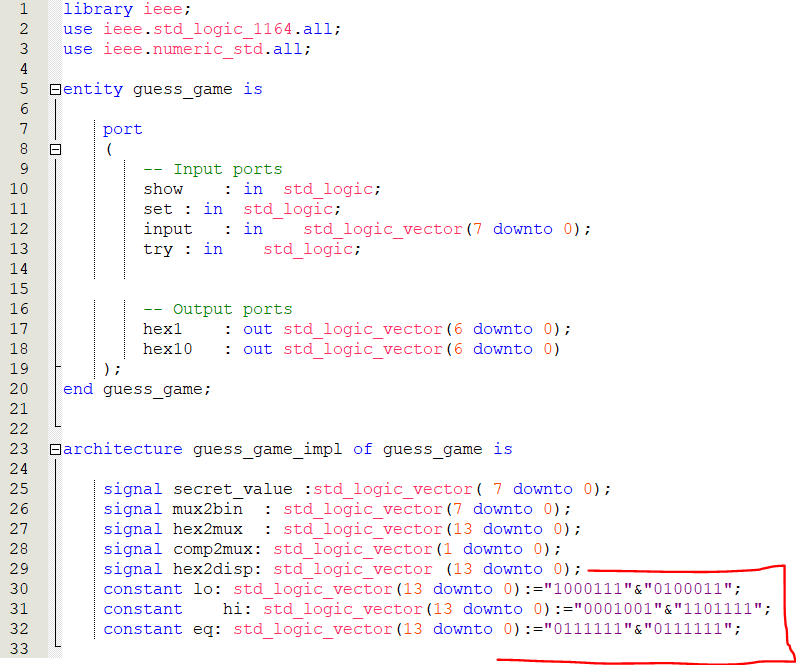 1 library ieee;
2 use ieee.std_logic_1164.all;
3 use ieee.numeric_std.all;
4
5 entity guess_game is
6
7 port
8 (
9 -- Input ports
10 show : in std_logic;
11 set : in std_logic;
12 input : in std_logic_vector(7 downto 0);
13 try : in std_logic;
14
15
16 -- Output ports
17 hex1 : out std_logic_vector(6 downto 0);
18 hex10 : out std_logic_vector(6 downto 0)
19 );
20 end guess_game;
21
22
23 architecture guess_game_impl of guess_game is
24
25 signal secret_value :std_logic_vector( 7 downto 0);
26 signal mux2bin : std_logic_vector(7 downto 0);
27 signal hex2mux : std_logic_vector(13 downto 0);
28 signal comp2mux: std_logic_vector(1 downto 0);
29 signal hex2disp: std_logic_vector (13 downto 0);
30 constant lo: std_logic_vector(13 downto 0):="1000111"&"0100011";
31 constant hi: std_logic_vector(13 downto 0):="0001001"&"1101111";
32 constant eq: std_logic_vector(13 downto 0):="0111111"&"0111111";
33